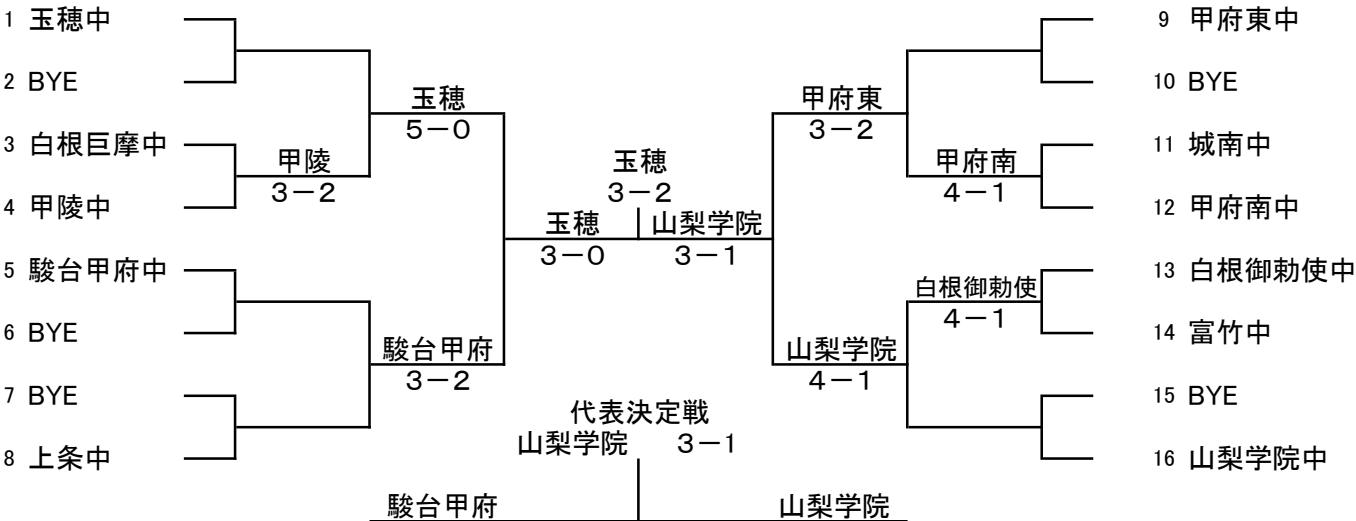 1 玉穂中
2 BYE
3 白根巨摩中
4 甲陵中
5 駿台甲府中
6 BYE
7 BYE
8 上条中
甲陵
3－2
玉穂
5－0
駿台甲府
3－2
玉穂
3－0
玉穂
3－2
山梨学院
3－1
甲府東
3－2
山梨学院
4－1
甲府南
4－1
白根御勅使
4－1
9 甲府東中
10 BYE
11 城南中
12 甲府南中
13 白根御勅使中
14 富竹中
15 BYE
16 山梨学院中
代表決定戦
山梨学院 3－1
駿台甲府
山梨学院